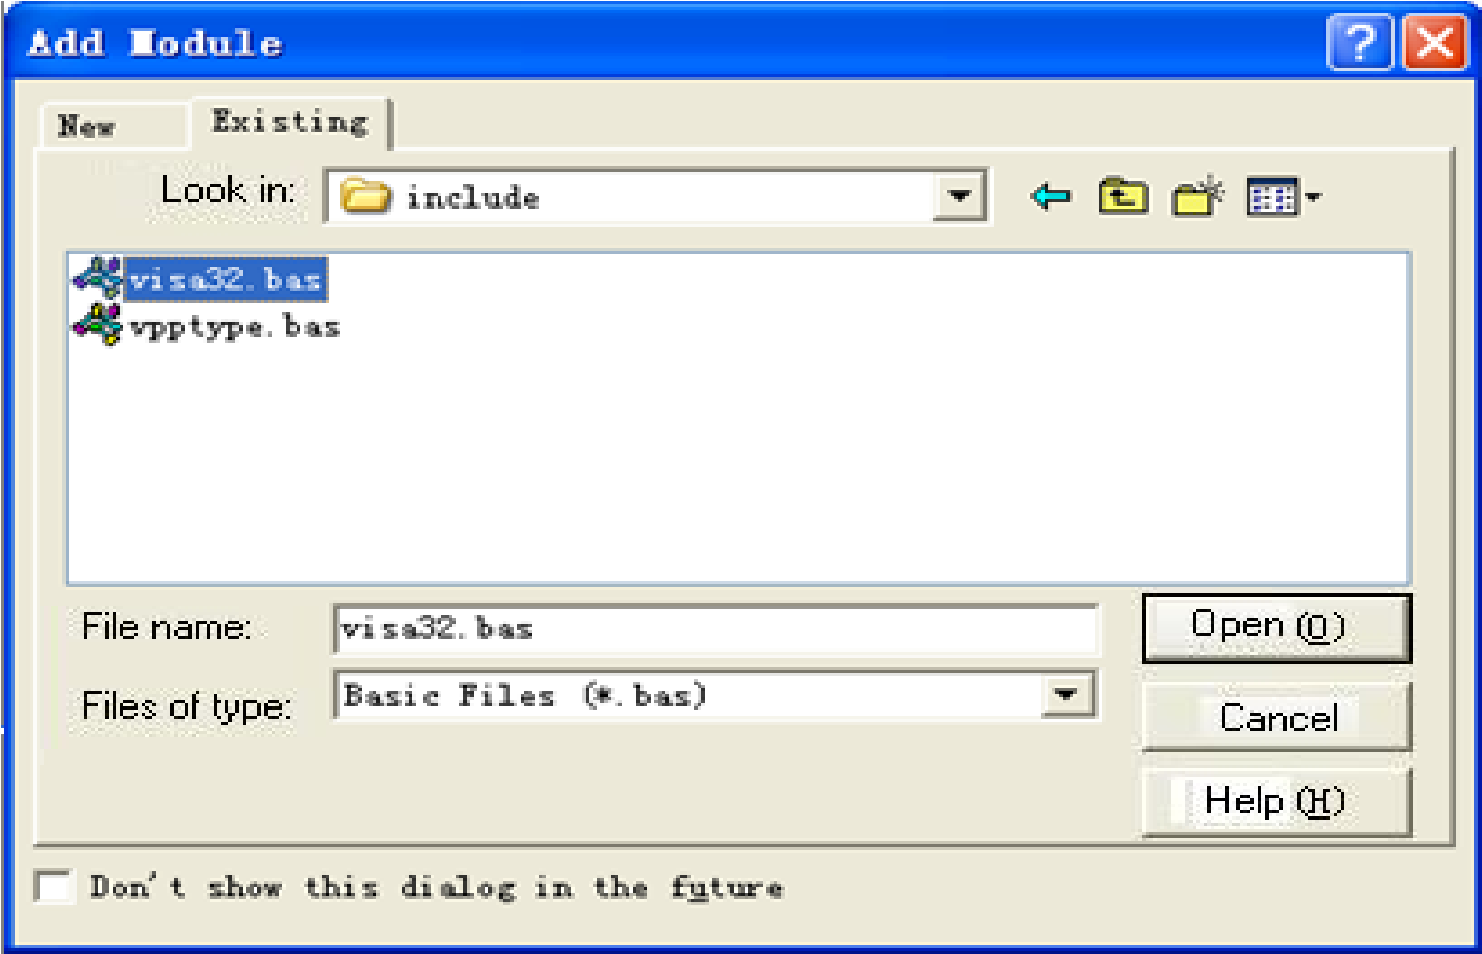 Add Module
New
Existing
Look in:
include
visa32.bas
vpptype.bas
File name:
visa32.bas
Open (O)
Files of type:
Basic Files (*.bas)
Cancel
Help (H)
Don't show this dialog in the future